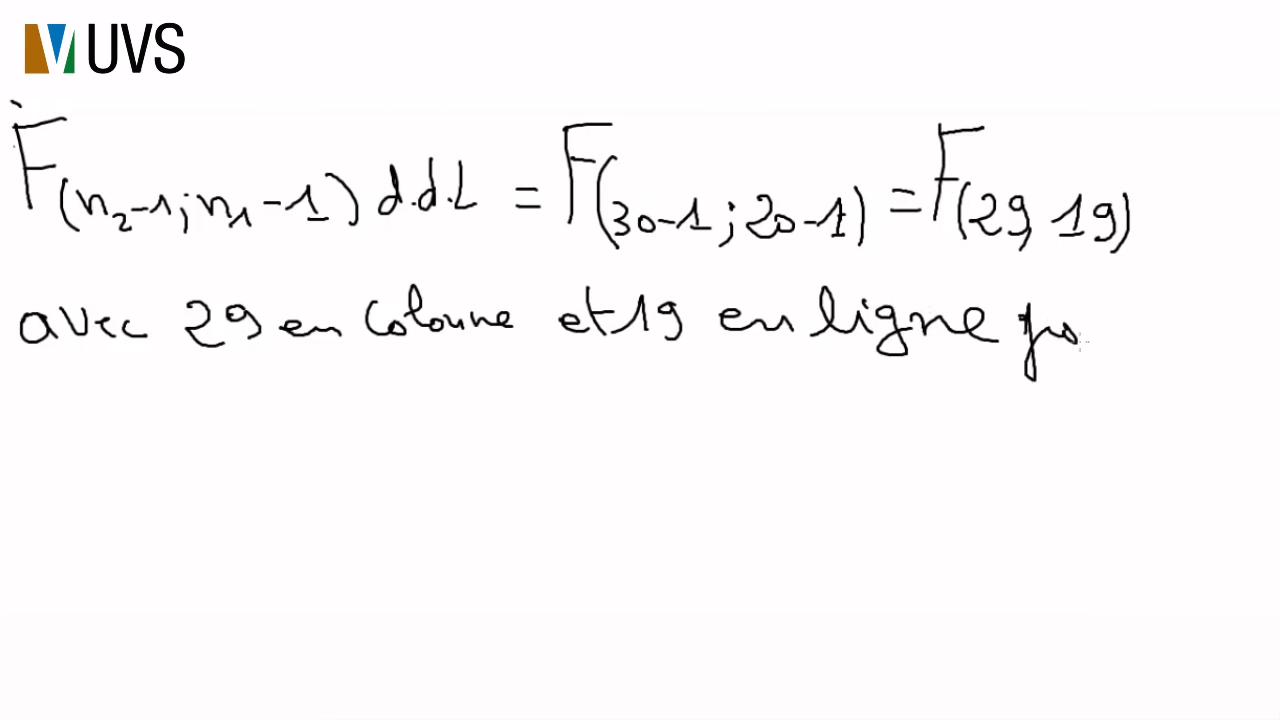 UVS
F(n₂-1; n₁-1) d.d.L = F(30-1; 20-1) = F(29, 19)
avec 29 en colonne et 19 en ligne po